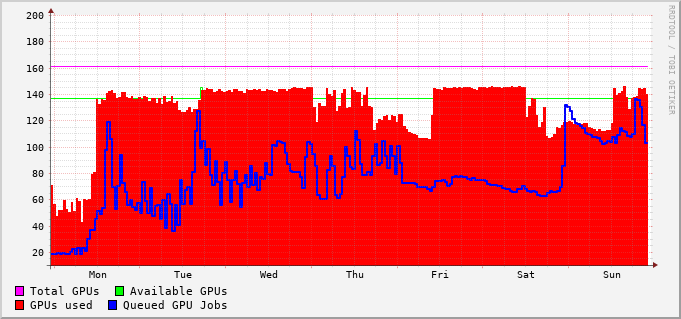 RRDTOOL / TOBI OETIKER
200
180
160
140
120
100
80
60
40
20
Mon Tue Wed Thu Fri Sat Sun
Total GPUs Available GPUs
GPUs used Queued GPU Jobs